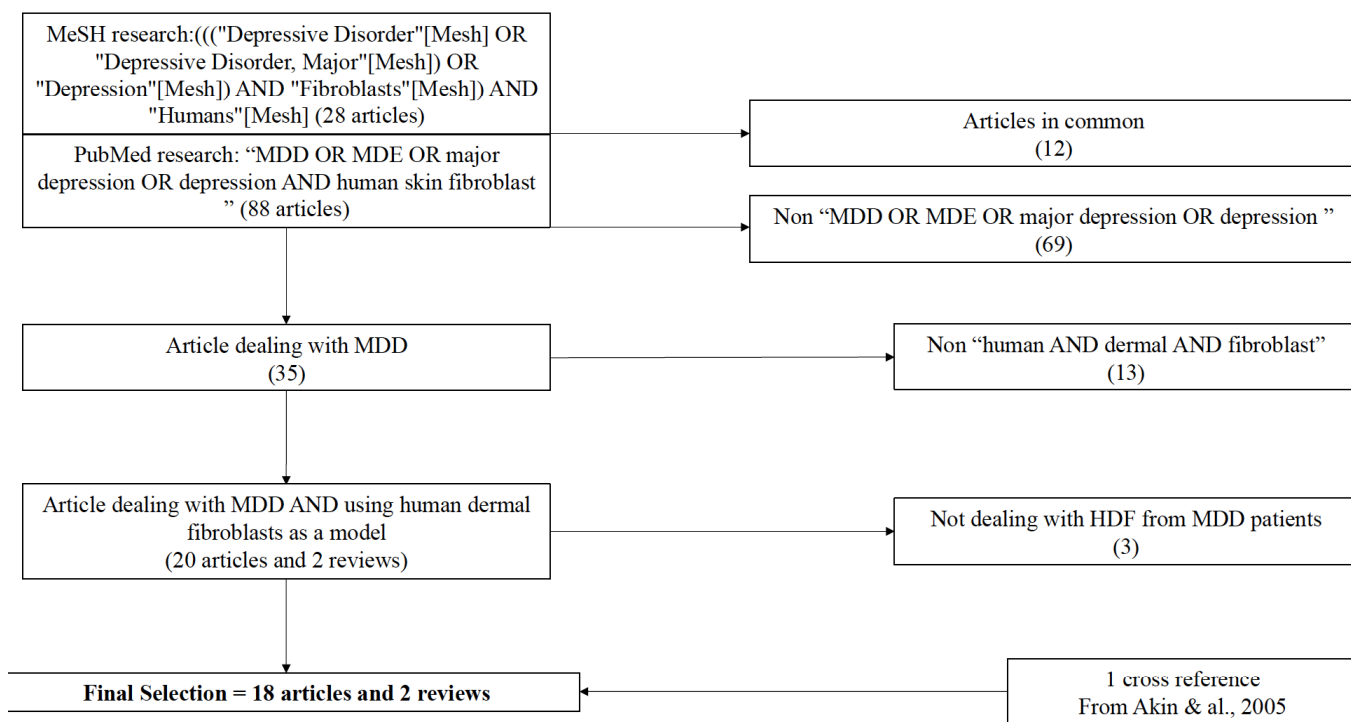 MeSH research:((("Depressive Disorder"[Mesh] OR
"Depressive Disorder, Major"[Mesh]) OR
"Depression"[Mesh]) AND "Fibroblasts"[Mesh]) AND
"Humans"[Mesh] (28 articles)
Articles in common
(12)
PubMed research: “MDD OR MDE OR major
depression OR depression AND human skin fibroblast
” (88 articles)
Non “MDD OR MDE OR major depression OR depression ”
(69)
Article dealing with MDD
(35)
Non “human AND dermal AND fibroblast”
(13)
Article dealing with MDD AND using human dermal
fibroblasts as a model
(20 articles and 2 reviews)
Not dealing with HDF from MDD patients
(3)
Final Selection = 18 articles and 2 reviews
1 cross reference
From Akin & al., 2005